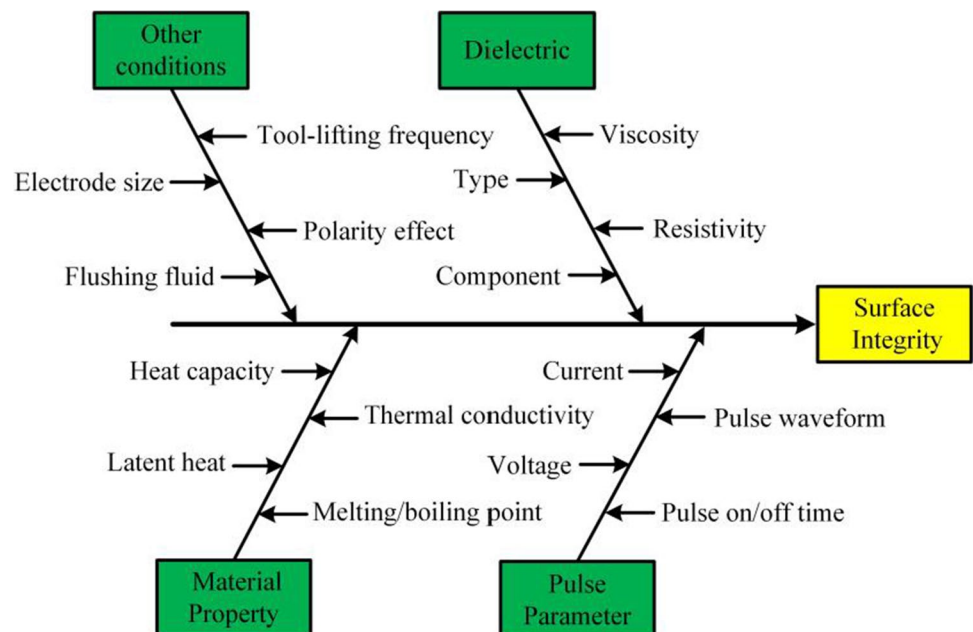 Other
conditions
Dielectric
Tool-lifting frequency
Viscosity
Electrode size
Type
Polarity effect
Resistivity
Flushing fluid
Component
Surface
Integrity
Heat capacity
Current
Thermal conductivity
Pulse waveform
Latent heat
Voltage
Melting/boiling point
Pulse on/off time
Material
Property
Pulse
Parameter